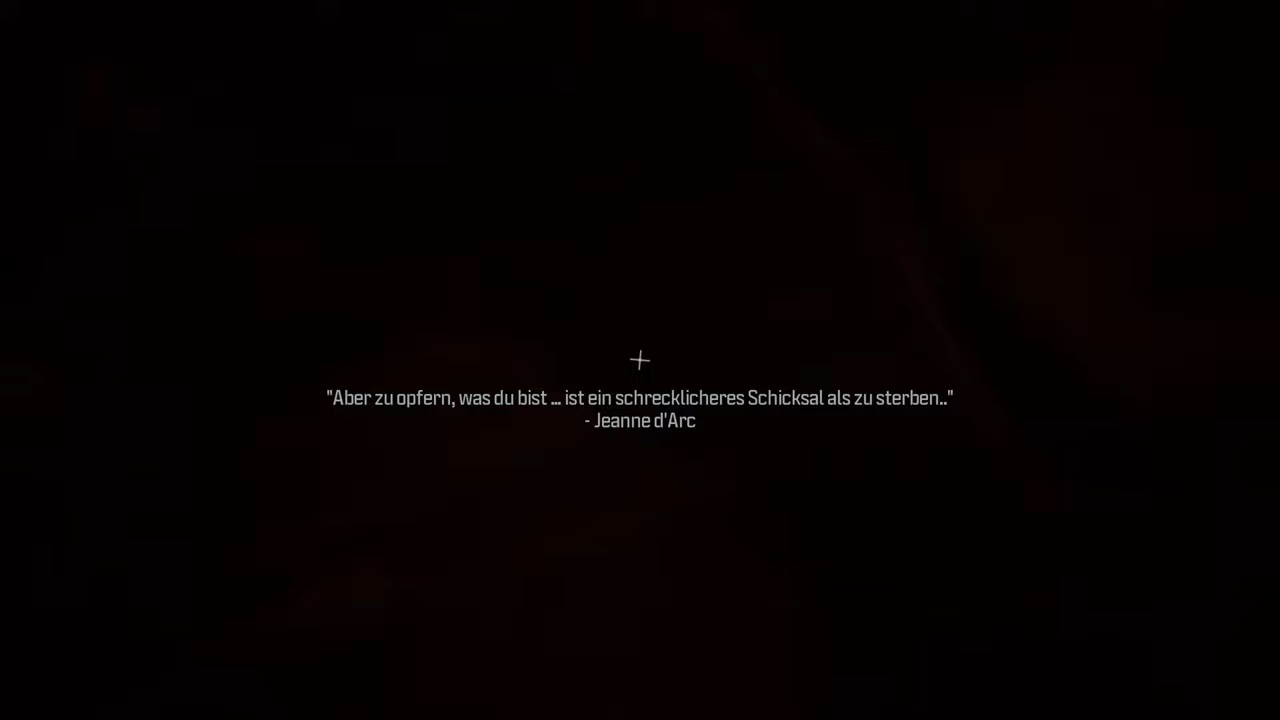 "Aber zu opfern, was du bist ... ist ein schrecklicheres Schicksal als zu sterben.."
- Jeanne d'Arc